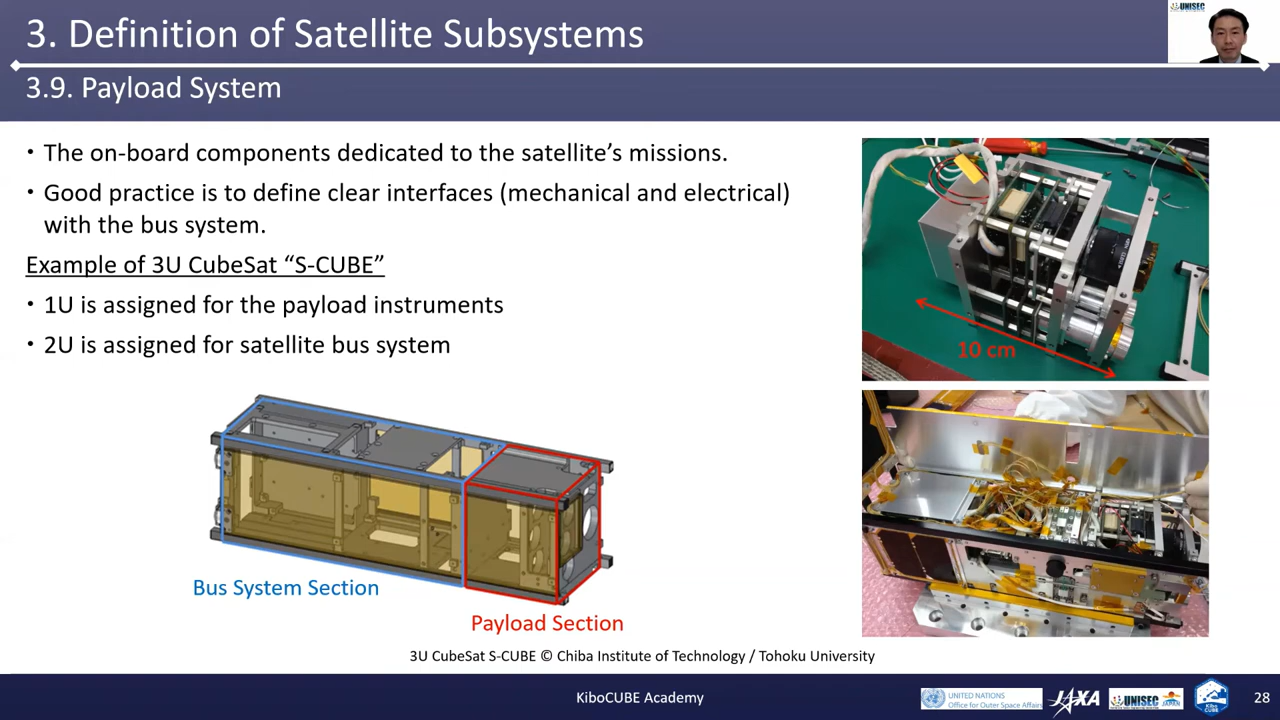 3. Definition of Satellite Subsystems
UNISEC
3.9. Payload System
• The on-board components dedicated to the satellite’s missions.
• Good practice is to define clear interfaces (mechanical and electrical)
with the bus system.
Example of 3U CubeSat “S-CUBE”
• 1U is assigned for the payload instruments
• 2U is assigned for satellite bus system
10 cm
Bus System Section
Payload Section
3U CubeSat S-CUBE © Chiba Institute of Technology / Tohoku University
KiboCUBE Academy
UNITED NATIONS
Office for Outer Space Affairs
JAXA
UNISEC
JAPAN
Kibo
CUBE
28